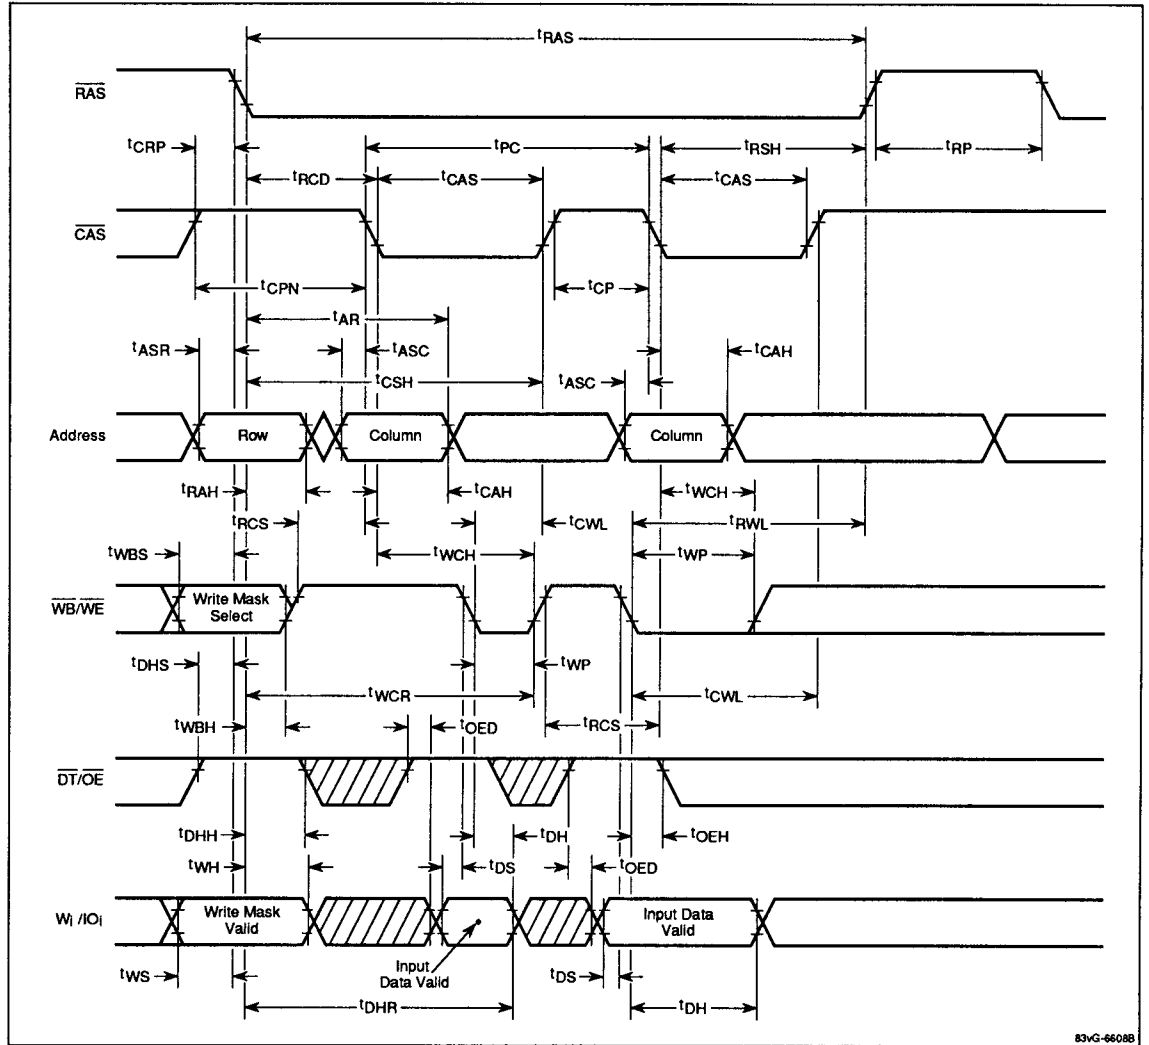 tRAS
RAS
tCRP
tPC
tRSH
tRP
tRCD
tCAS
tCAS
CAS
tCPN
tCP
tAR
tASR
tASC
tCAH
tCSH
tASC
Address
Row
Column
Column
tRAH
tCAH
tWCH
tRCS
tCWL
tRWL
tWBS
tWCH
tWP
WB/WE
Write Mask
Select
tDHS
tWP
tWCR
tCWL
tWBH
tOED
tRCS
DT/OE
tDHH
tDH
tOEH
tWH
tDS
tOED
Wi /IOi
Write Mask
Valid
Input Data
Valid
tWS
Input
Data Valid
tDS
tDHR
tDH
83vG-6608B